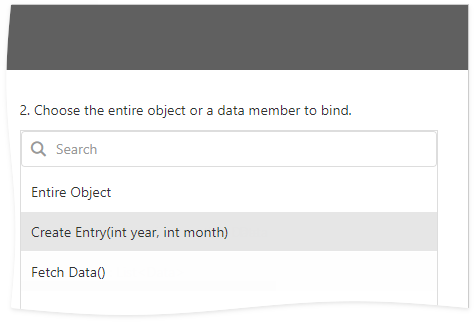 2. Choose the entire object or a data member to bind.
Search
Entire Object
Create Entry(int year, int month)
Fetch Data()